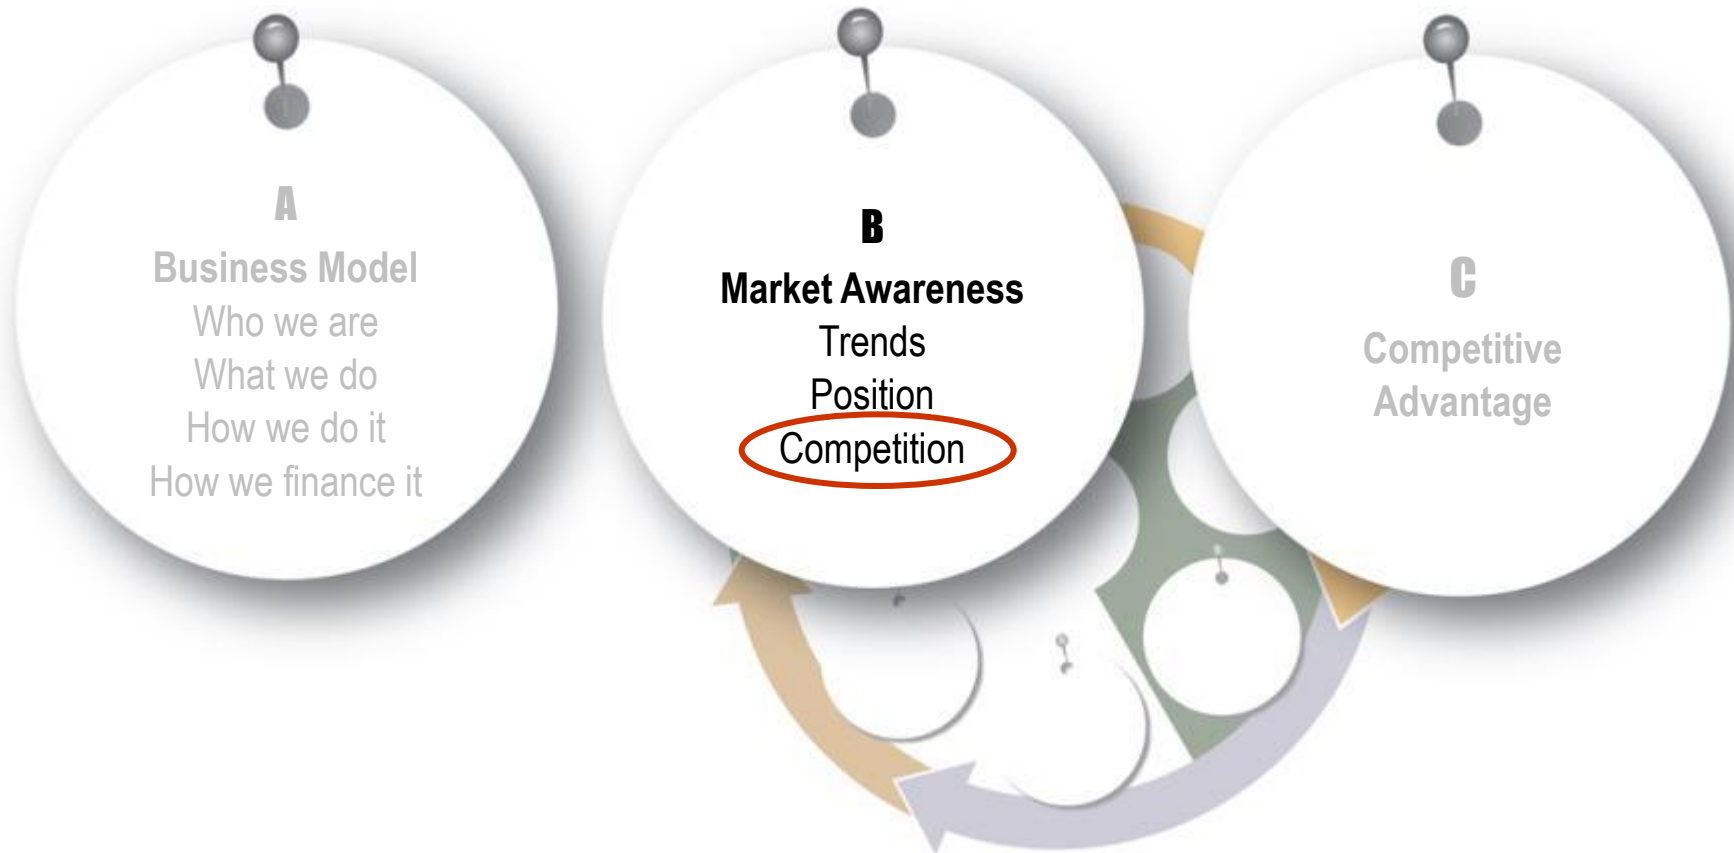 A
Business Model
Who we are
What we do
How we do it
How we finance it
B
Market Awareness
Trends
Position
Competition
C
Competitive
Advantage